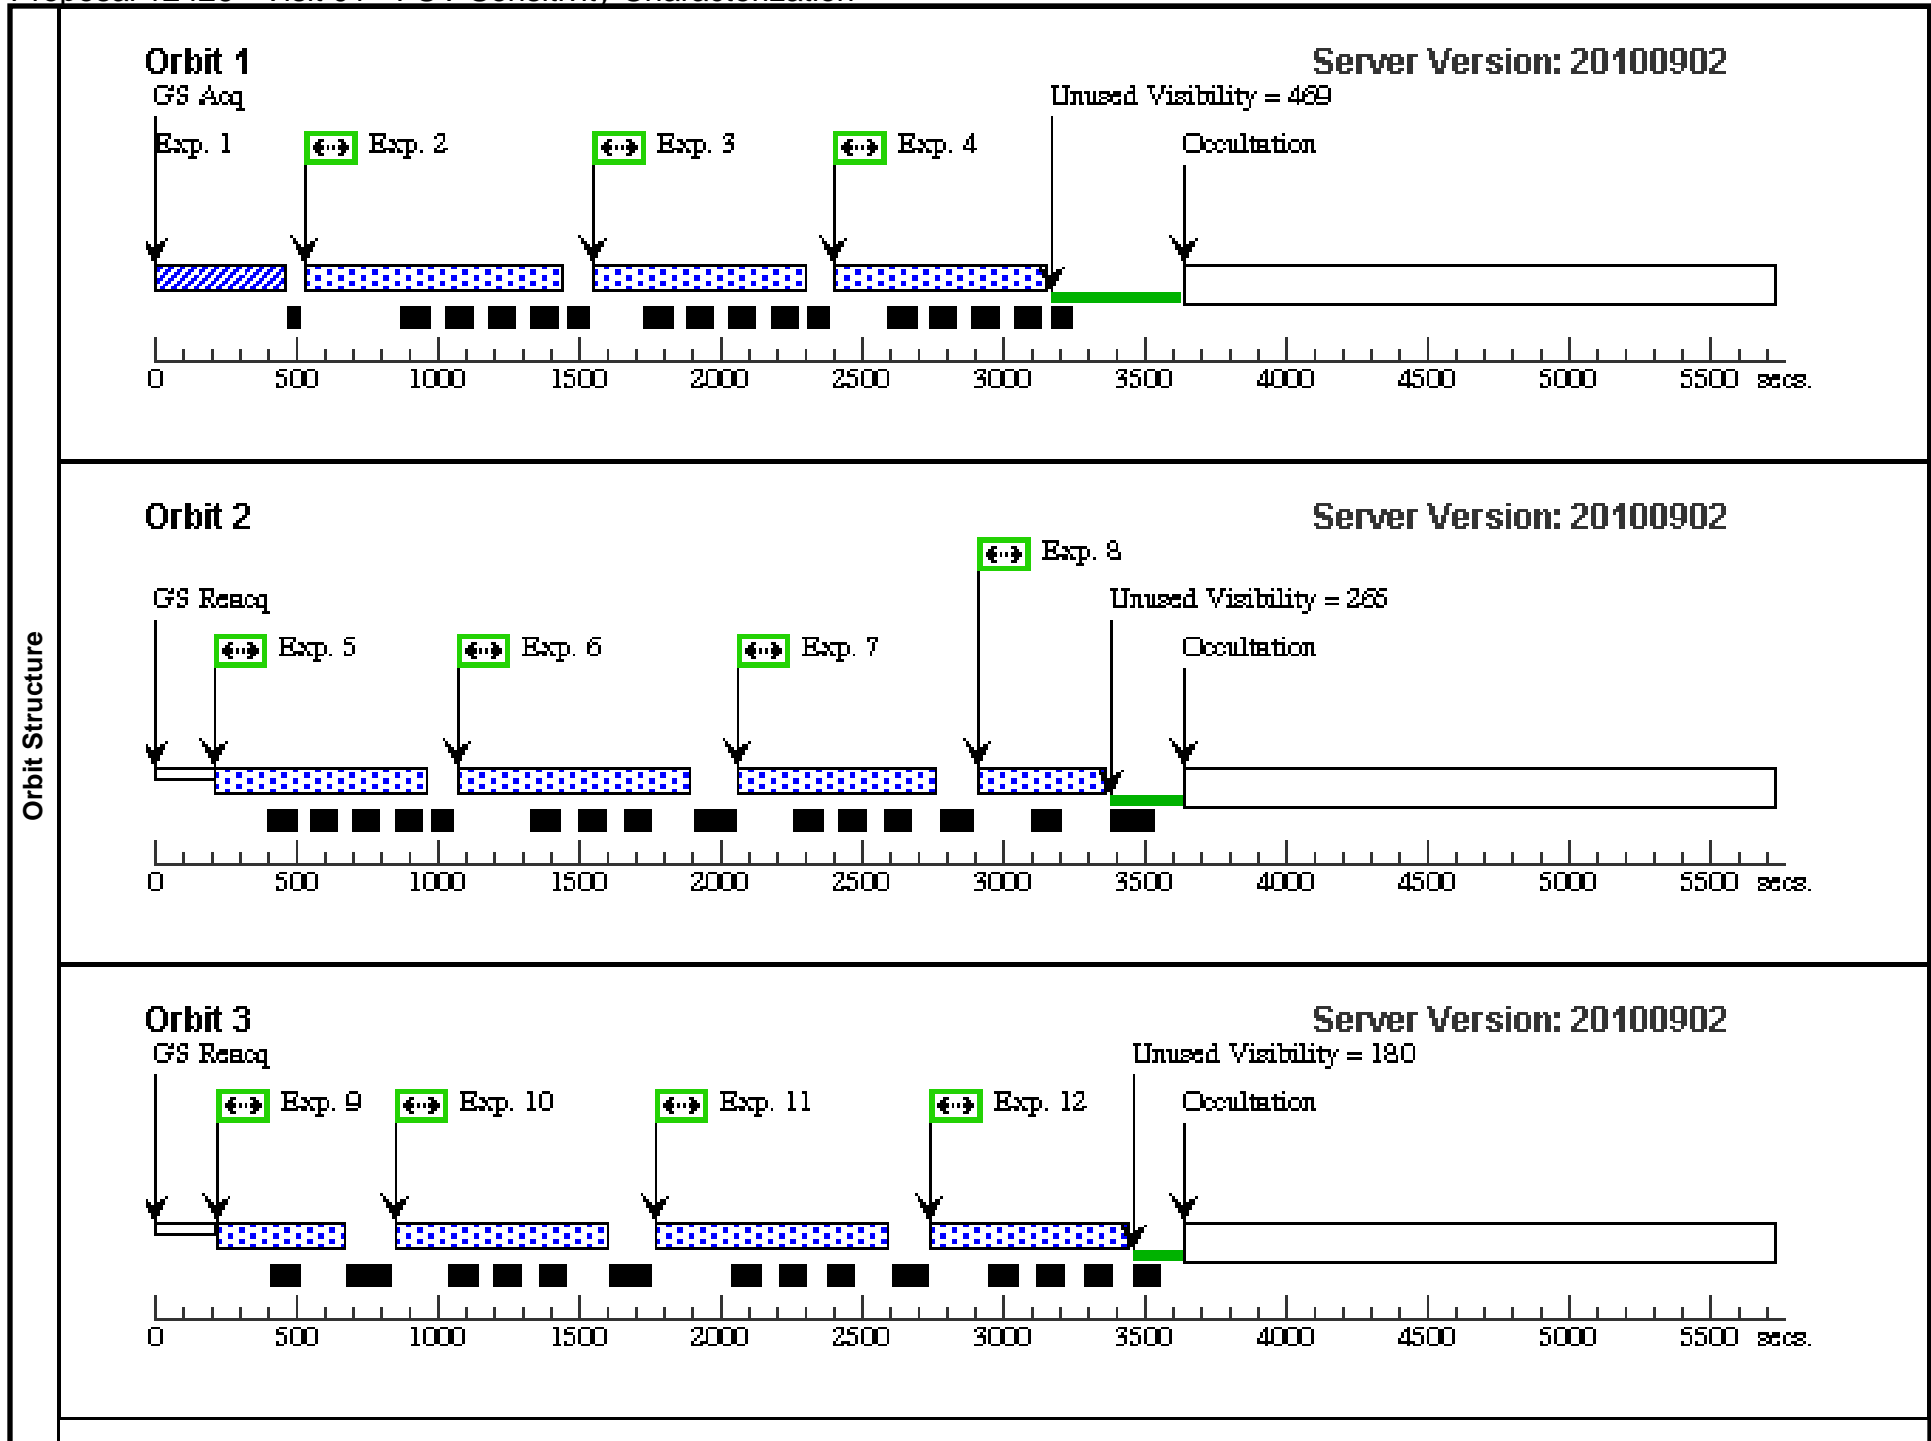 Orbit Structure
Orbit 1
Server Version: 20100902
GS Acq
Unused Visibility = 469
Exp. 1
Exp. 2
Exp. 3
Exp. 4
Occultation
0 500 1000 1500 2000 2500 3000 3500 4000 4500 5000 5500 secs.
Orbit 2
Server Version: 20100902
Exp. 8
GS Reacq
Unused Visibility = 265
Exp. 5
Exp. 6
Exp. 7
Occultation
0 500 1000 1500 2000 2500 3000 3500 4000 4500 5000 5500 secs.
Orbit 3
Server Version: 20100902
GS Reacq
Unused Visibility = 180
Exp. 9
Exp. 10
Exp. 11
Exp. 12
Occultation
0 500 1000 1500 2000 2500 3000 3500 4000 4500 5000 5500 secs.